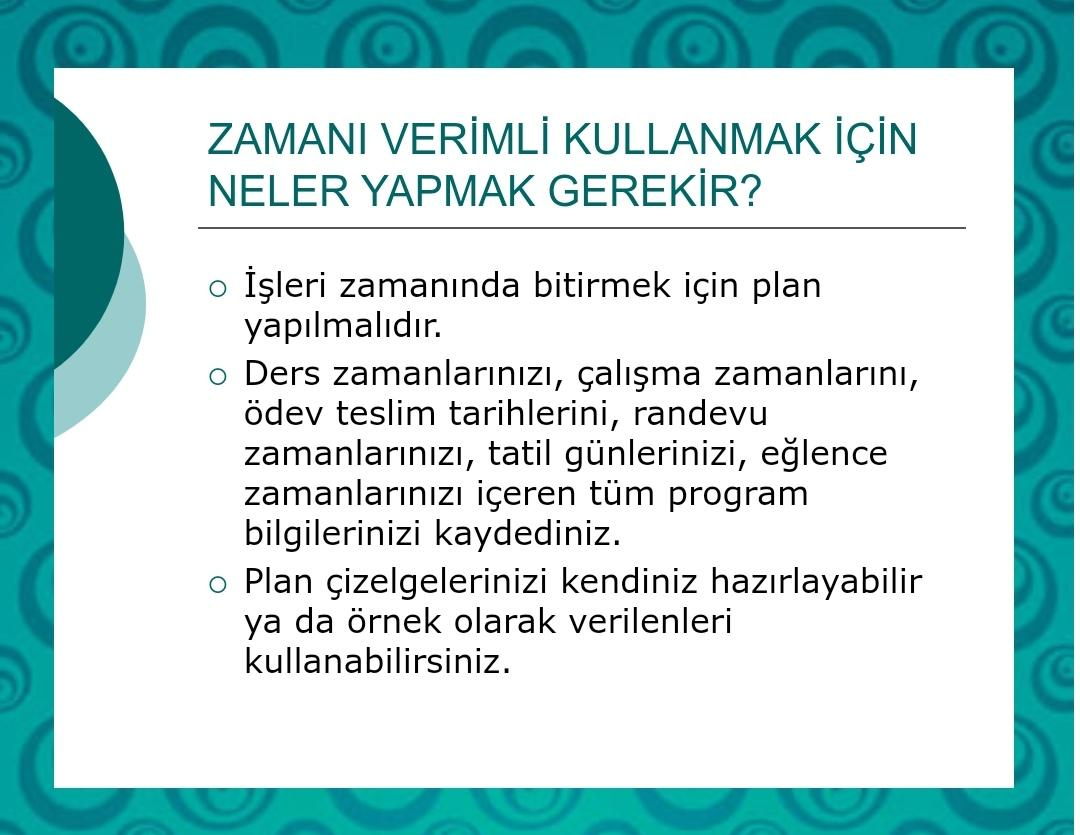 ZAMANI VERİMLİ KULLANMAK İÇİN
NELER YAPMAK GEREKİR?
İşleri zamanında bitirmek için plan
yapılmalıdır.
Ders zamanlarınızı, çalışma zamanlarını,
ödev teslim tarihlerini, randevu
zamanlarınızı, tatil günlerinizi, eğlence
zamanlarınızı içeren tüm program
bilgilerinizi kaydediniz.
Plan çizelgelerinizi kendiniz hazırlayabilir
ya da örnek olarak verilenleri
kullanabilirsiniz.